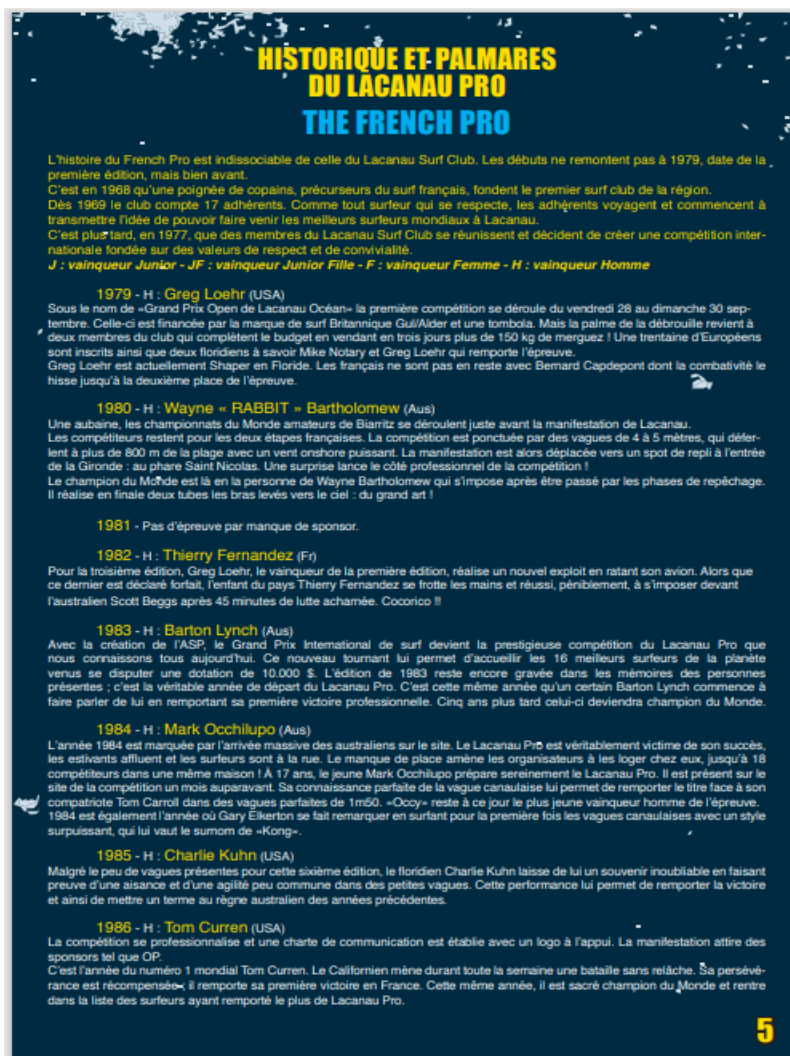 HISTORIQUE ET PALMARES
DU LACANAU PRO
THE FRENCH PRO
L'histoire du French Pro est indissociable de celle du Lacanau Surf Club. Les débuts ne remontent pas à 1979, date de la
première édition, mais bien avant.
C'est en 1968 qu'une poignée de copains, précurseurs du surf français, fondent le premier surf club de la région.
Dès 1969 le club compte 17 adhérents. Comme tout surfeur qui se respecte, les adhérents voyagent et commencent à
transmettre l'idée de pouvoir faire venir les meilleurs surfeurs mondiaux à Lacanau.
C'est plus tard, en 1977, que des membres du Lacanau Surf Club se réunissent et décident de créer une compétition inter-
nationale fondée sur des valeurs de respect et de convivialité.
J : vainqueur Junior - JF : vainqueur Junior Fille - F : vainqueur Femme - H : vainqueur Homme
1979 - H : Greg Loehr (USA)
Sous le nom de «Grand Prix Open de Lacanau Océan» la première compétition se déroule du vendredi 28 au dimanche 30 sep-
tembre. Celle-ci est financée par la marque de surf Britannique Gul/Alder et une tombola. Mais la palme de la débrouille revient à
deux membres du club qui complètent le budget en vendant en trois jours plus de 150 kg de merguez ! Une trentaine d'Européens
sont inscrits ainsi que deux floridiens à savoir Mike Notary et Greg Loehr qui remporte l'épreuve.
Greg Loehr est actuellement Shaper en Floride. Les français ne sont pas en reste avec Bernard Capdepont dont la combativité le
hisse jusqu'à la deuxième place de l'épreuve.
1980 - H : Wayne « RABBIT » Bartholomew (Aus)
Une aubaine, les championnats du Monde amateurs de Biarritz se déroulent juste avant la manifestation de Lacanau.
Les compétiteurs restent pour les deux étapes françaises. La compétition est ponctuée par des vagues de 4 à 5 mètres, qui défer-
lent à plus de 800 m de la plage avec un vent onshore puissant. La manifestation est alors déplacée vers un spot de repli à l'entrée
de la Gironde : au phare Saint Nicolas. Une surprise lance le côté professionnel de la compétition !
Le champion du Monde est là en la personne de Wayne Bartholomew qui s'impose après être passé par les phases de repêchage.
Il réalise en finale deux tubes les bras levés vers le ciel : du grand art !
1981 - Pas d'épreuve par manque de sponsor.
1982 - H : Thierry Fernandez (Fr)
Pour la troisième édition, Greg Loehr, le vainqueur de la première édition, réalise un nouvel exploit en ratant son avion. Alors que
ce dernier est déclaré forfait, l'enfant du pays Thierry Fernandez se frotte les mains et réussi, péniblement, à s'imposer devant
l'australien Scott Beggs après 45 minutes de lutte acharnée. Cocorico !!
1983 - H : Barton Lynch (Aus)
Avec la création de l'ASP, le Grand Prix International de surf devient la prestigieuse compétition du Lacanau Pro que
nous connaissons tous aujourd'hui. Ce nouveau tournant lui permet d'accueillir les 16 meilleurs surfeurs de la planète
venus se disputer une dotation de 10.000 $. L'édition de 1983 reste encore gravée dans les mémoires des personnes
présentes ; c'est la véritable année de départ du Lacanau Pro. C'est cette même année qu'un certain Barton Lynch commence à
faire parler de lui en remportant sa première victoire professionnelle. Cinq ans plus tard celui-ci deviendra champion du Monde.
1984 - H : Mark Occhilupo (Aus)
L'année 1984 est marquée par l'arrivée massive des australiens sur le site. Le Lacanau Pro est véritablement victime de son succès,
les estivants affluent et les surfeurs sont à la rue. Le manque de place amène les organisateurs à les loger chez eux, jusqu'à 18
compétiteurs dans une même maison ! À 17 ans, le jeune Mark Occhilupo prépare sereinement le Lacanau Pro. Il est présent sur le
site de la compétition un mois auparavant. Sa connaissance parfaite de la vague canaulaise lui permet de remporter le titre face à son
compatriote Tom Carroll dans des vagues parfaites de 1m50. «Occy» reste à ce jour le plus jeune vainqueur homme de l'épreuve.
1984 est également l'année où Gary Elkerton se fait remarquer en surfant pour la première fois les vagues canaulaises avec un style
surpuissant, qui lui vaut le surnom de «Kong».
1985 - H : Charlie Kuhn (USA)
Malgré le peu de vagues présentes pour cette sixième édition, le floridien Charlie Kuhn laisse de lui un souvenir inoubliable en faisant
preuve d'une aisance et d'une agilité peu commune dans des petites vagues. Cette performance lui permet de remporter la victoire
et ainsi de mettre un terme au règne australien des années précédentes.
1986 - H : Tom Curren (USA)
La compétition se professionnalise et une charte de communication est établie avec un logo à l'appui. La manifestation attire des
sponsors tel que OP.
C'est l'année du numéro 1 mondial Tom Curren. Le Californien mène durant toute la semaine une bataille sans relâche. Sa persévé-
rance est récompensée ; il remporte sa première victoire en France. Cette même année, il est sacré champion du Monde et rentre
dans la liste des surfeurs ayant remporté le plus de Lacanau Pro.
5